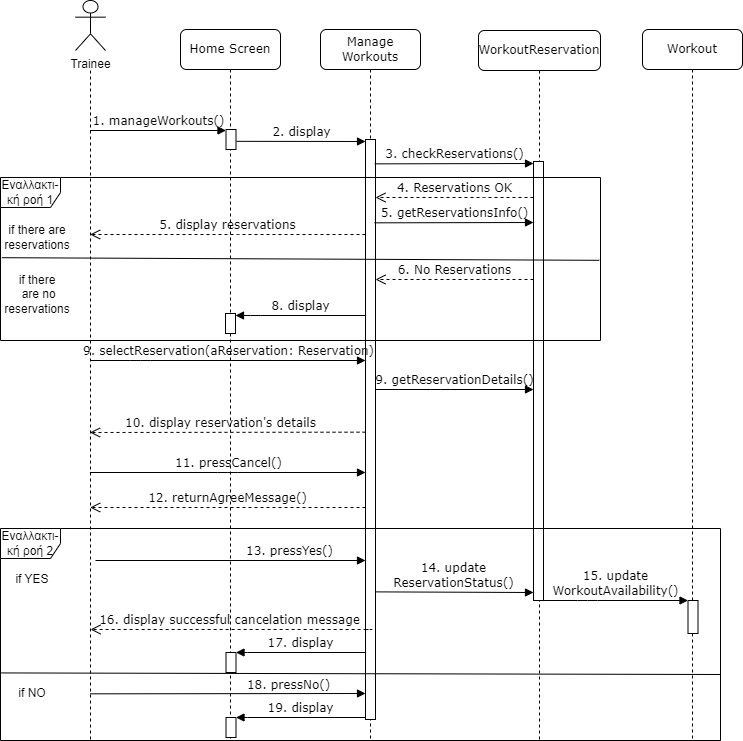 Trainee
Home Screen
Manage
Workouts
WorkoutReservation
Workout
1. manageWorkouts()
2. display
3. checkReservations()
Εναλλακτι-
κή ροή 1
4. Reservations OK
5. getReservationsInfo()
if there are
reservations
5. display reservations
if there
are no
reservations
6. No Reservations
8. display
9. selectReservation(aReservation: Reservation)
9. getReservationDetails()
10. display reservation's details
11. pressCancel()
12. returnAgreeMessage()
Εναλλακτι-
κή ροή 2
13. pressYes()
if YES
14. update
ReservationStatus()
15. update
WorkoutAvailability()
16. display successful cancelation message
17. display
if NO
18. pressNo()
19. display